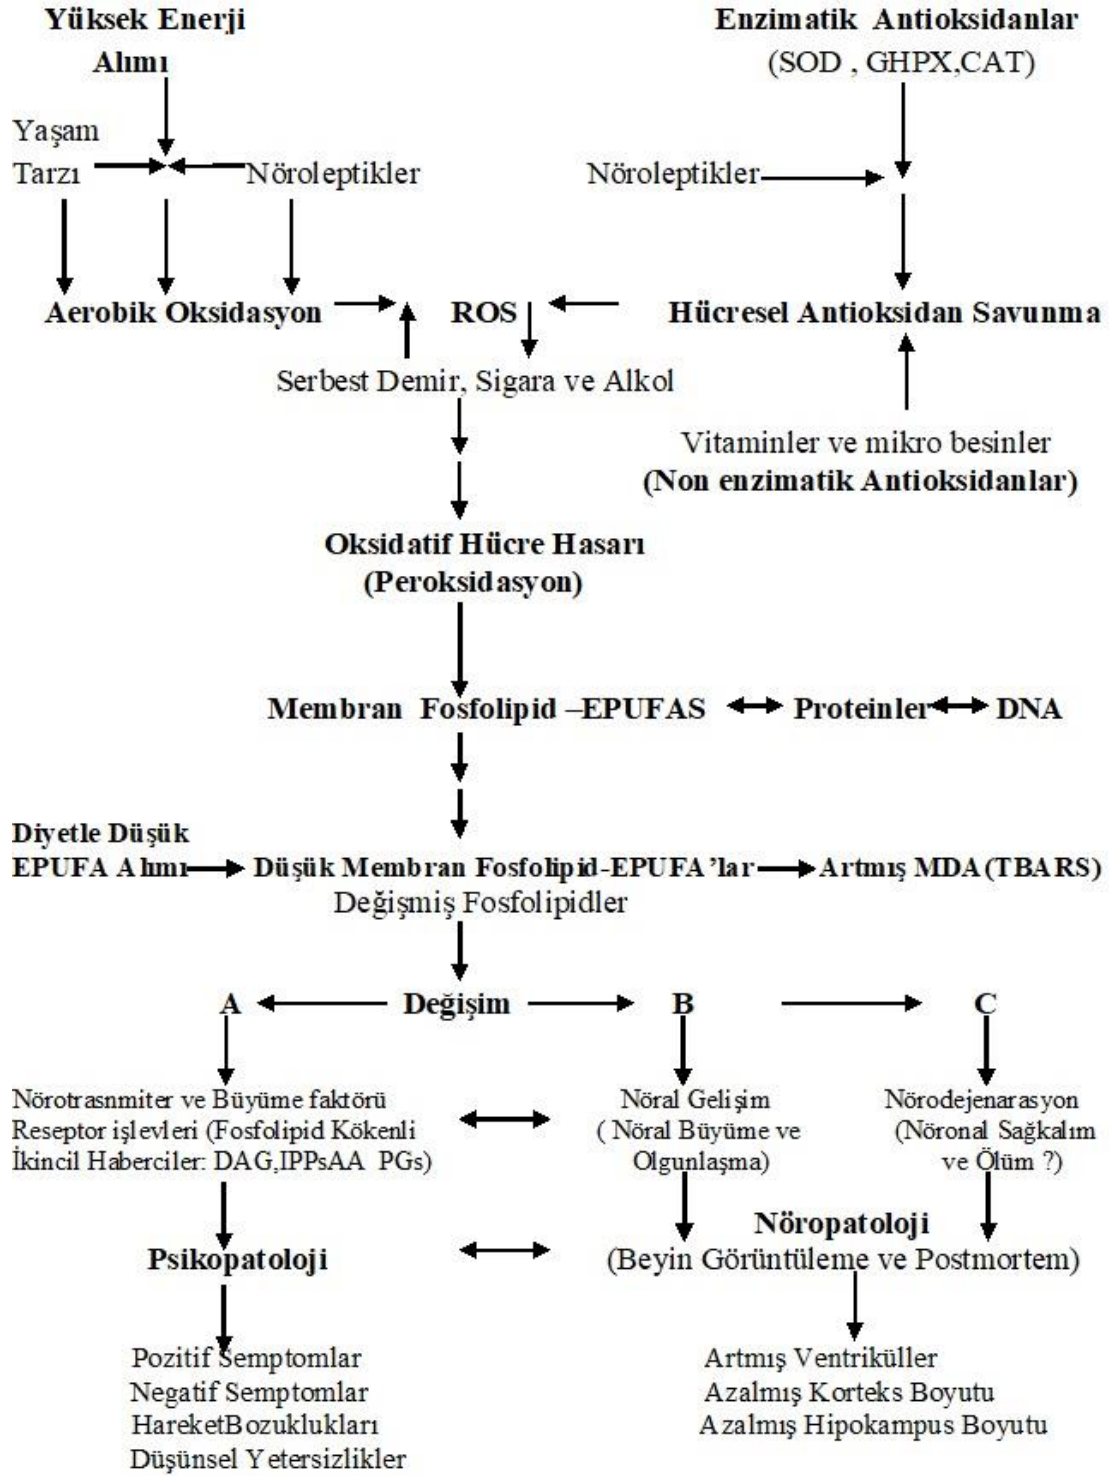 Yüksek Enerji
Alımı
Enzimatik Antioksidanlar
(SOD , GHPX,CAT)
Yaşam
Tarzı
Nöroleptikler
Nöroleptikler
Aerobik Oksidasyon
ROS
Hücresel Antioksidan Savunma
Serbest Demir, Sigara ve Alkol
Vitaminler ve mikro besinler
(Non enzimatik Antioksidanlar)
Oksidatif Hücre Hasarı
(Peroksidasyon)
Membran Fosfolipid –EPUFAS
Proteinler
DNA
Diyetle Düşük
EPUFA Alımı
Düşük Membran Fosfolipid-EPUFA’lar
Artmış MDA(TBARS)
Değişmiş Fosfolipidler
A
Değişim
B
C
Nörotrasnmiter ve Büyüme faktörü
Reseptor işlevleri (Fosfolipid Kökenli
İkincil Haberciler: DAG,IPPsAA PGs)
Nöral Gelişim
( Nöral Büyüme ve
Olgunlaşma)
Nörodejenarasyon
(Nöronal Sağkalım
ve Ölüm ?)
Psikopatoloji
Nöropatoloji
(Beyin Görüntüleme ve Postmortem)
Pozitif Semptomlar
Negatif Semptomlar
HareketBozuklukları
Düşünsel Yetersizlikler
Artmış Ventriküller
Azalmış Korteks Boyutu
Azalmış Hipokampus Boyutu